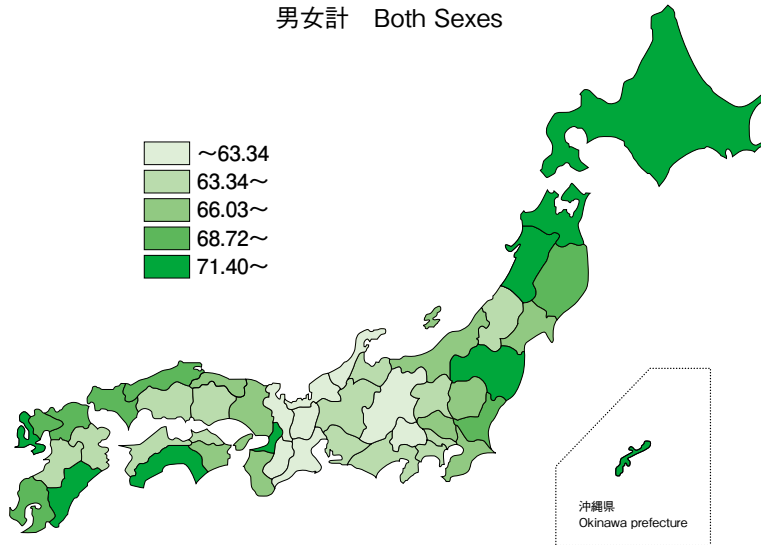 男女計　Both Sexes
～63.34
63.34～
66.03～
68.72～
71.40～
沖縄県
Okinawa prefecture